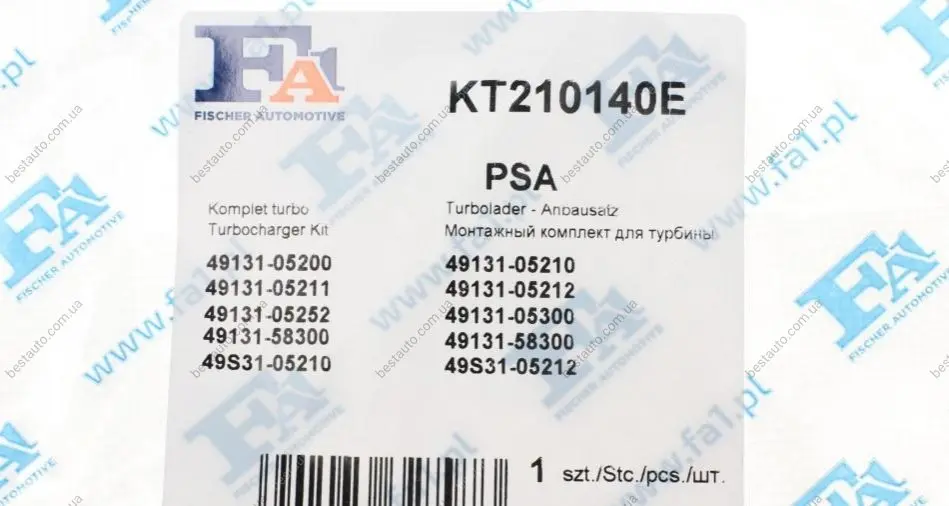 FA1
FISCHER AUTOMOTIVE
KT210140E
PSA
Komplet turbo
Turbocharger Kit
Turbolader - Anbausatz
Монтажный комплект для турбины
49131-05200 49131-05210
49131-05211 49131-05212
49131-05252 49131-05300
49131-58300 49131-58300
49S31-05210 49S31-05212
1 szt./Stc./pcs./шт.
www.fa1.pl
bestauto.com.ua